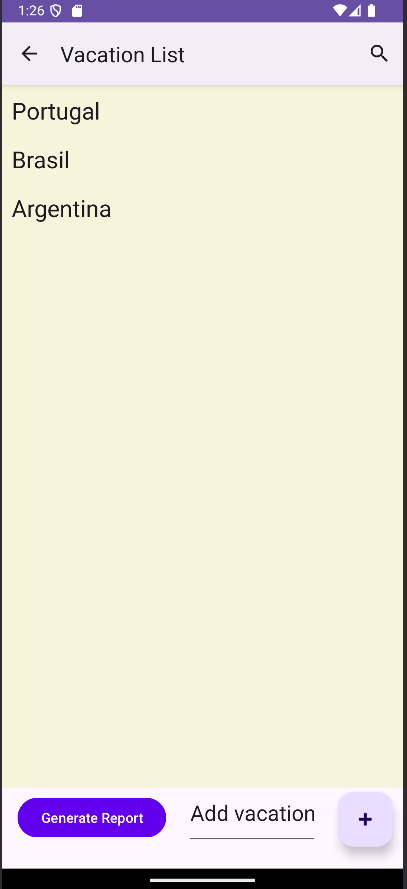 1:26
Vacation List
Portugal
Brasil
Argentina
Generate Report
Add vacation
+